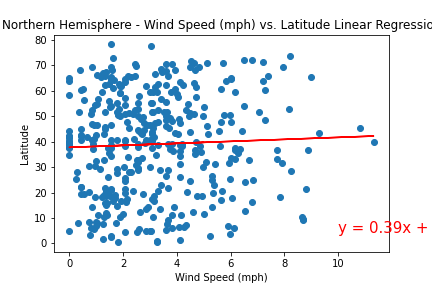 Northern Hemisphere - Wind Speed (mph) vs. Latitude Linear Regressio
80
70
60
50
40
30
20
10
0
Latitude
y = 0.39x +
0 2 4 6 8 10
Wind Speed (mph)